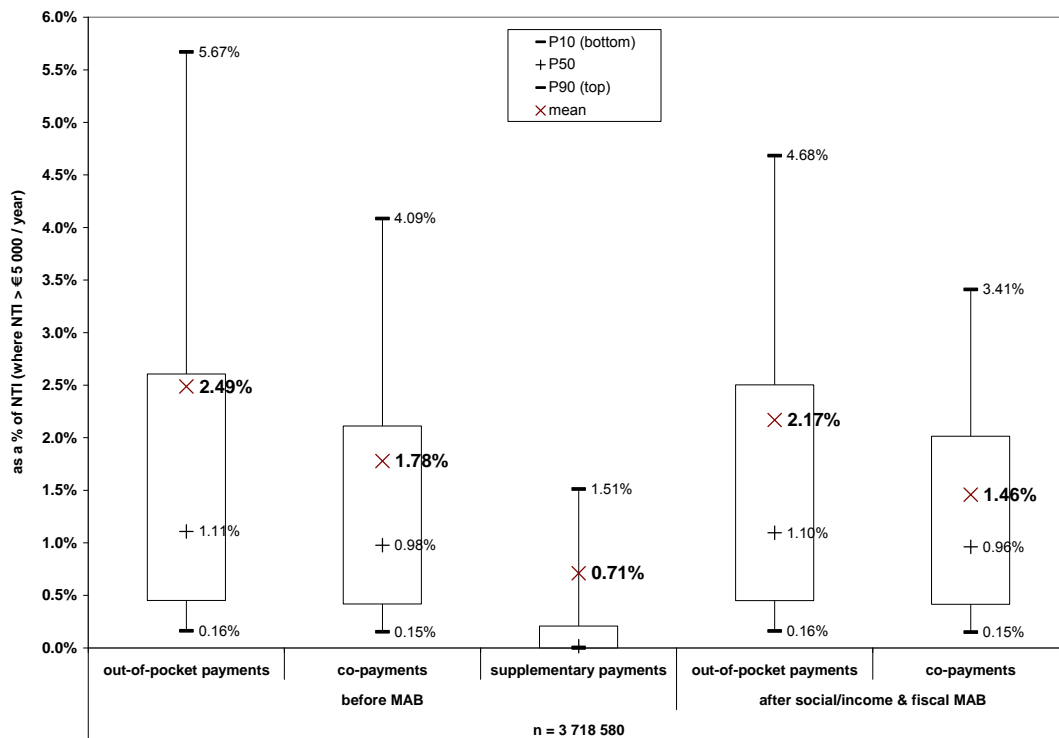 as a % of NTI (where NTI > € 5 000 / year)
6.0%
5.5%
5.0%
4.5%
4.0%
3.5%
3.0%
2.5%
2.0%
1.5%
1.0%
0.5%
0.0%
P10 (bottom)
P50
P90 (top)
mean
5.67%
2.49%
1.11%
0.16%
4.09%
1.78%
0.98%
0.15%
1.51%
0.71%
4.68%
2.17%
1.10%
0.16%
3.41%
1.46%
0.96%
0.15%
out-of-pocket payments
co-payments
supplementary payments
out-of-pocket payments
co-payments
before MAB
after social/income & fiscal MAB
n = 3 718 580